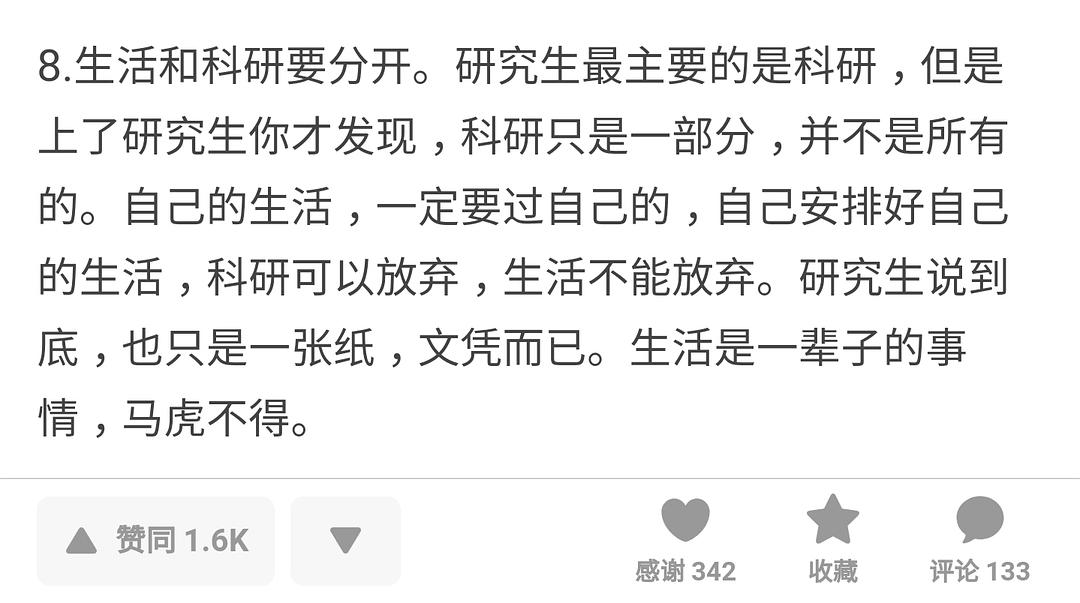 8.生活和科研要分开。研究生最主要的是科研，但是
上了研究生你才发现，科研只是一部分，并不是所有
的。自己的生活，一定要过自己的，自己安排好自己
的生活，科研可以放弃，生活不能放弃。研究生说到
底，也只是一张纸，文凭而已。生活是一辈子的事
情，马虎不得。
赞同 1.6K
感谢 342
收藏
评论 133